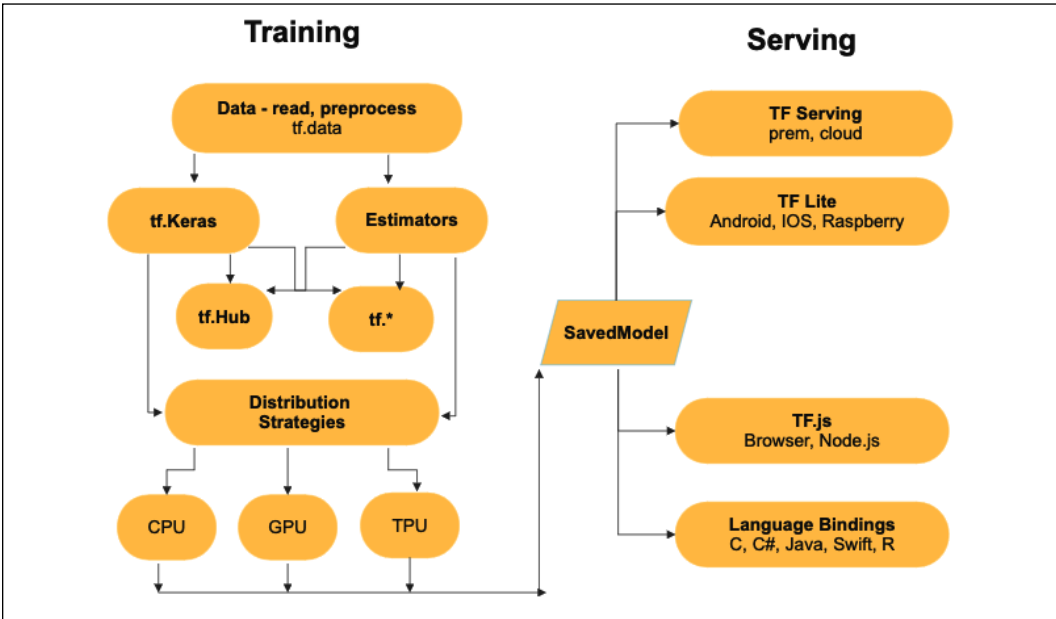 Training
Data - read, preprocess
tf.data
tf.Keras
Estimators
tf.Hub
tf.*
Distribution
Strategies
CPU
GPU
TPU
Serving
TF Serving
prem, cloud
TF Lite
Android, IOS, Raspberry
SavedModel
TF.js
Browser, Node.js
Language Bindings
C, C#, Java, Swift, R